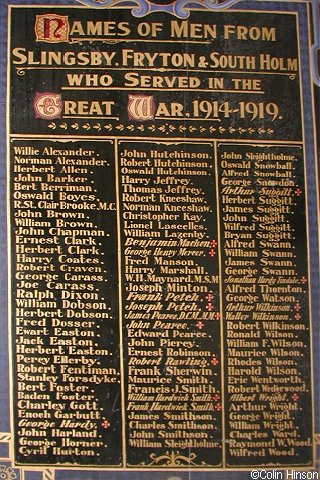 NAMES OF MEN FROM
SLINGSBY, FRYTON & SOUTH HOLM
WHO SERVED IN THE
GREAT WAR, 1914-1919.
Willie Alexander.
Norman Alexander.
Herbert Allen.
John Barker.
Bert Berriman.
Oswald Boyes.
R. St. Clair Brooke, M.C.
John Brown.
William Brown.
John Chapman.
Ernest Clark.
Herbert Clark.
Harry Coates.
Robert Craven.
George Carass.
Joe Carass.
Ralph Dixon
William Dobson.
Herbert Dobson.
Fred Dosser.
Ewart Easton.
Jack Easton.
Herbert Easton.
Percy Ellerby.
Robert Fentiman.
Stanley Forsdyke.
Bert Foster.
Baden Foster.
Charley Gott.
Enoch Garbutt.
George Hardy.
John Harland.
George Horner.
Cyril Hurton.
John Hutchinson.
Robert Hutchinson.
Oswald Hutchinson.
Harry Jeffrey.
Thomas Jeffrey.
Robert Kneeshaw.
Norman Kneeshaw.
Christopher Kay.
Lionel Lascelles.
William Lazenby.
Benjamin Machen.
George Henry Mercer.
Fred Manson.
Harry Marshall.
W. H. Maynard, M.S.M
Joseph Minton.
Frank Petch.
Joseph Petch.
James Pearce, D.C.M., M.M.
John Pearce.
Edward Pearce.
John Pierey.
Ernest Robinson.
Robert Rawling.
Frank Sherwin.
Maurice Smith.
Francis J. Smith.
William Hardwick Smith.
Frank Hardwick Smith.
James Smithson.
Charles Smithson.
John Smithson.
William Sleightholme.
John Sleightholme.
Oswald Snowball.
Alfred Snowball.
George Snowdon.
Arthur Suggitt.
Herbert Suggitt.
James Suggitt.
John Suggitt.
Wilfred Suggitt.
Bryan Suggitt.
Alfred Swann.
William Swann.
James Swann.
George Swann.
Jonathan Hardy Tindale.
Alfred Thornton.
George Watson.
Arthur Wilkinson.
Walter Wilkinson.
Robert Wilkinson.
Ronald Wilson.
William F. Wilson.
Maurice Wilson.
Rhodes Wilson.
Harold Wilson.
Eric Wentworth.
Robert Wedgewood.
Albert Wright.
Arthur Wright.
George Wright.
William Wright.
Charles Ward.
Raymond W. Wood.
Wilfred Wood.
©Colin Hinson